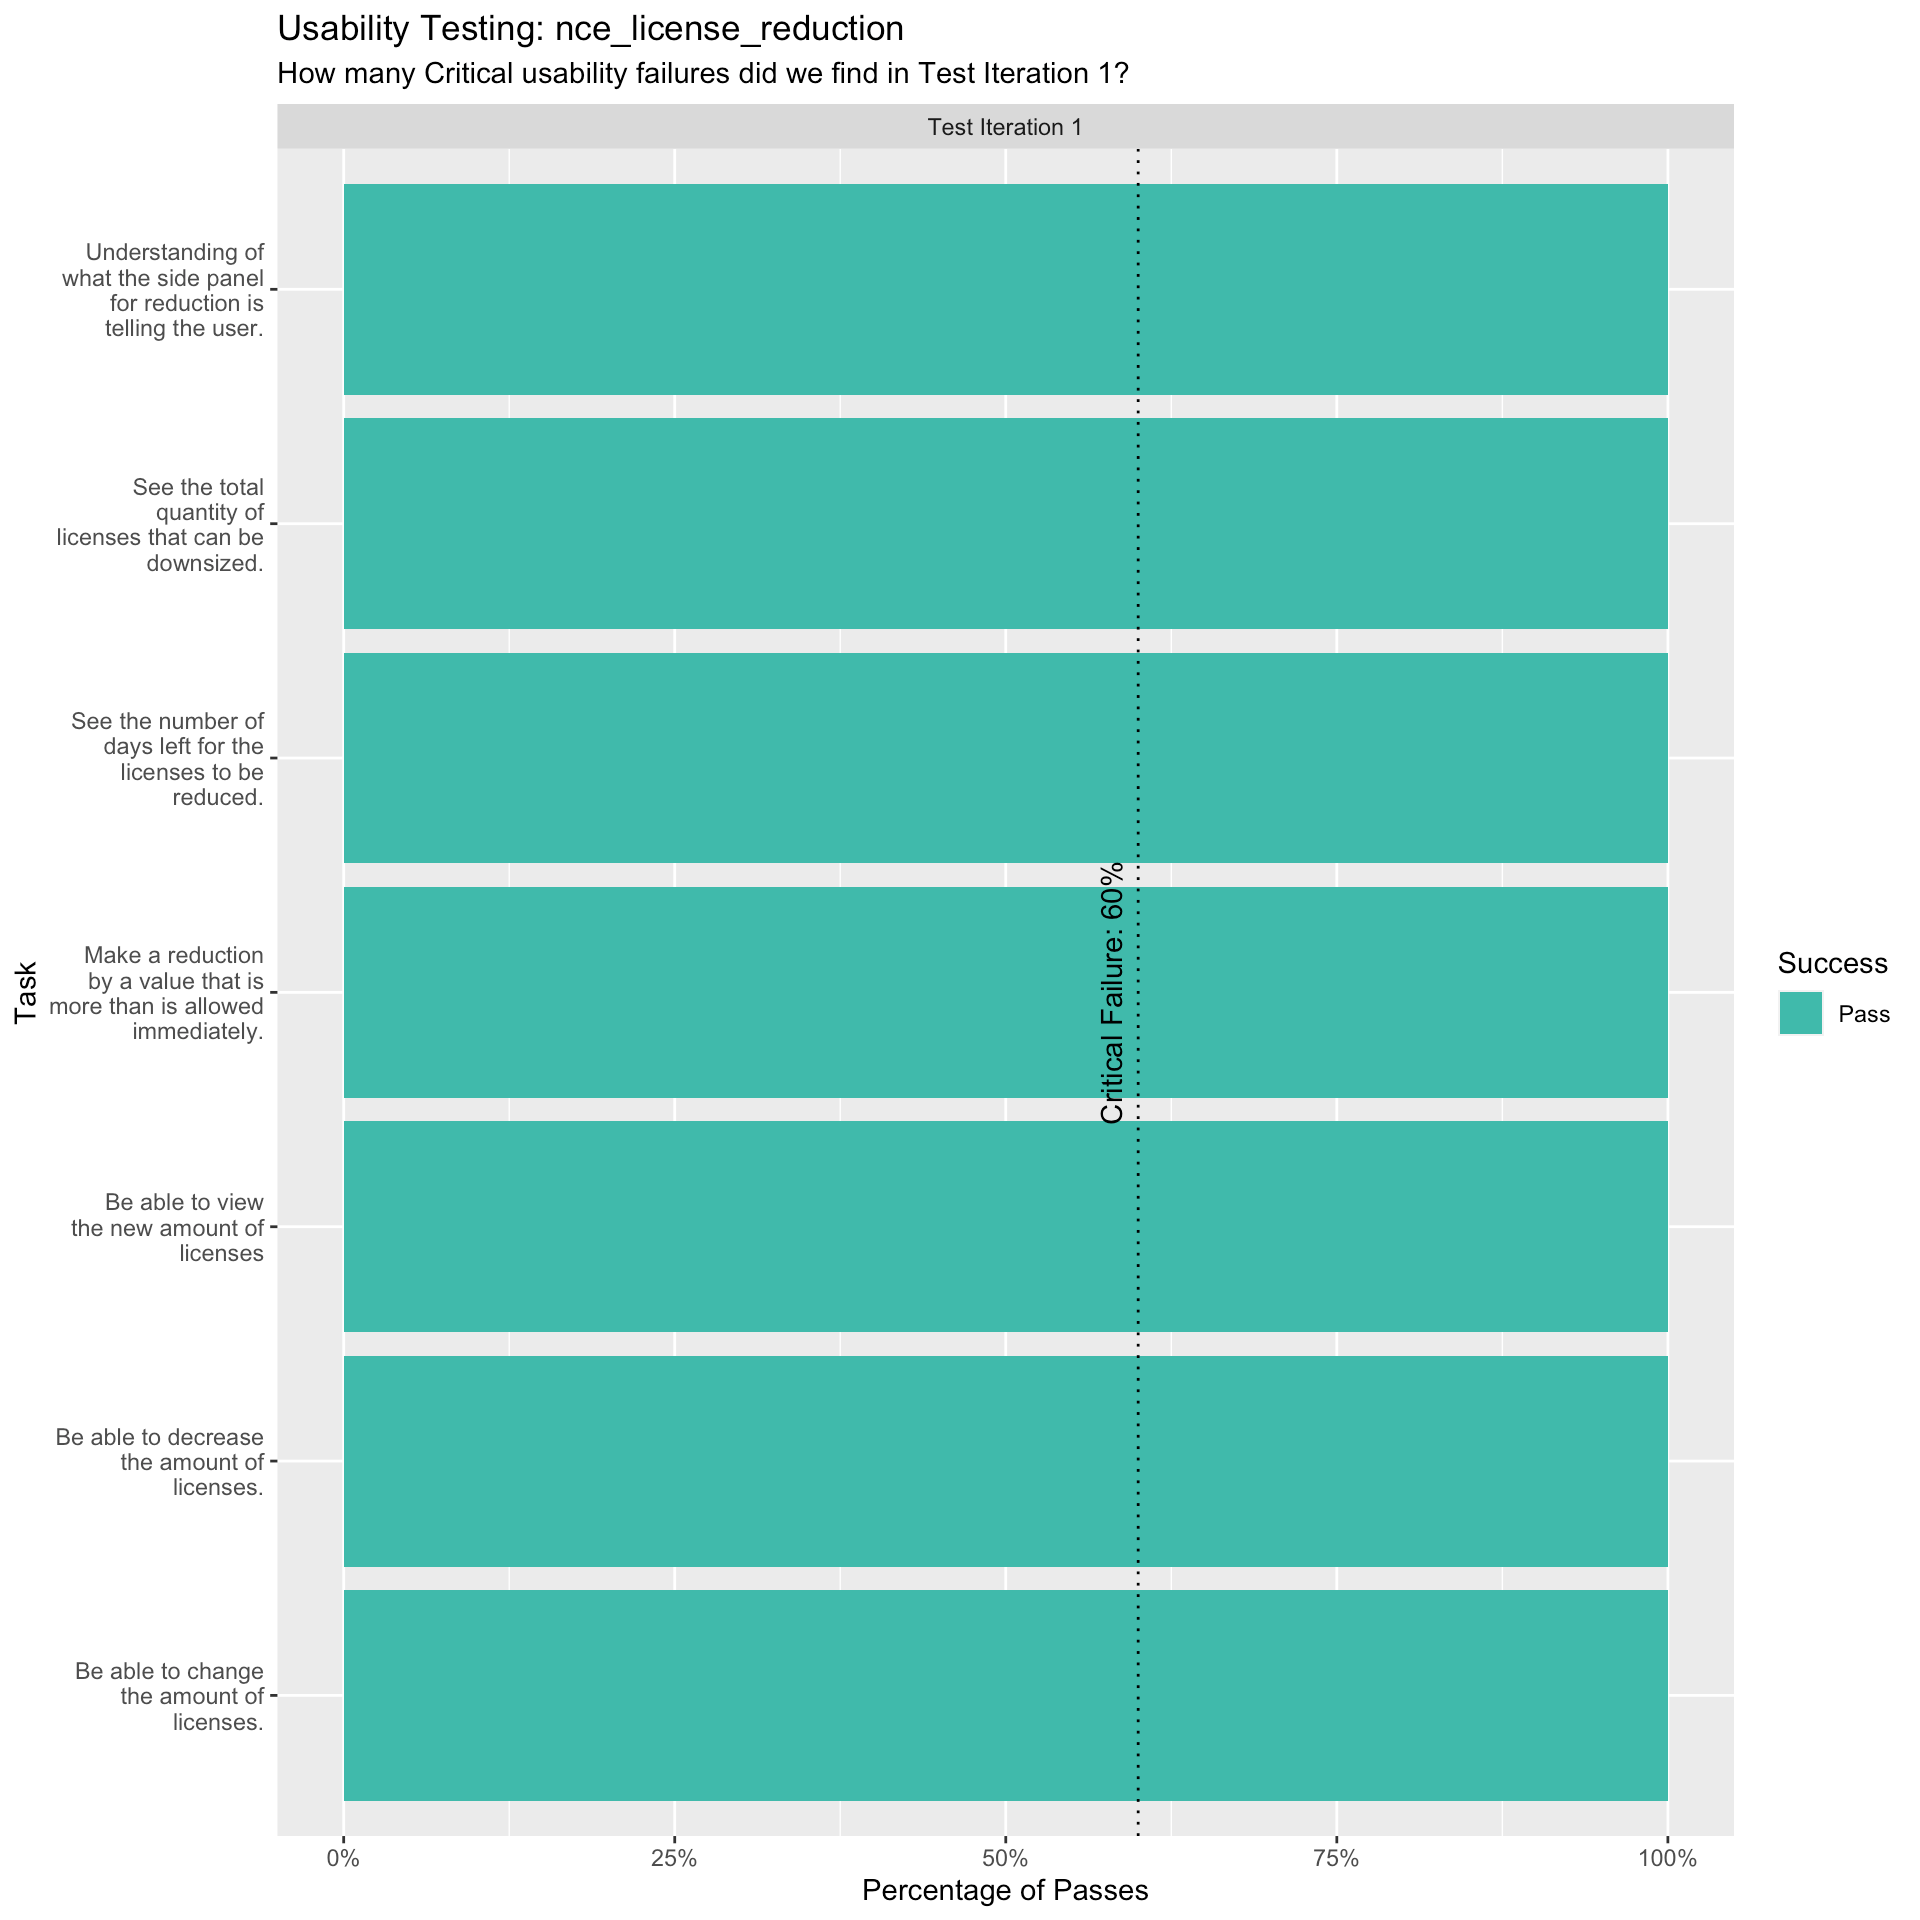 Usability Testing: nce_license_reduction
How many Critical usability failures did we find in Test Iteration 1?
Test Iteration 1
Understanding of
what the side panel
for reduction is
telling the user.
See the total
quantity of
licenses that can be
downsized.
See the number of
days left for the
licenses to be
reduced.
Make a reduction
by a value that is
more than is allowed
immediately.
Be able to view
the new amount of
licenses
Be able to decrease
the amount of
licenses.
Be able to change
the amount of
licenses.
Task
Critical Failure: 60%
0%
25%
50%
75%
100%
Percentage of Passes
Success
Pass